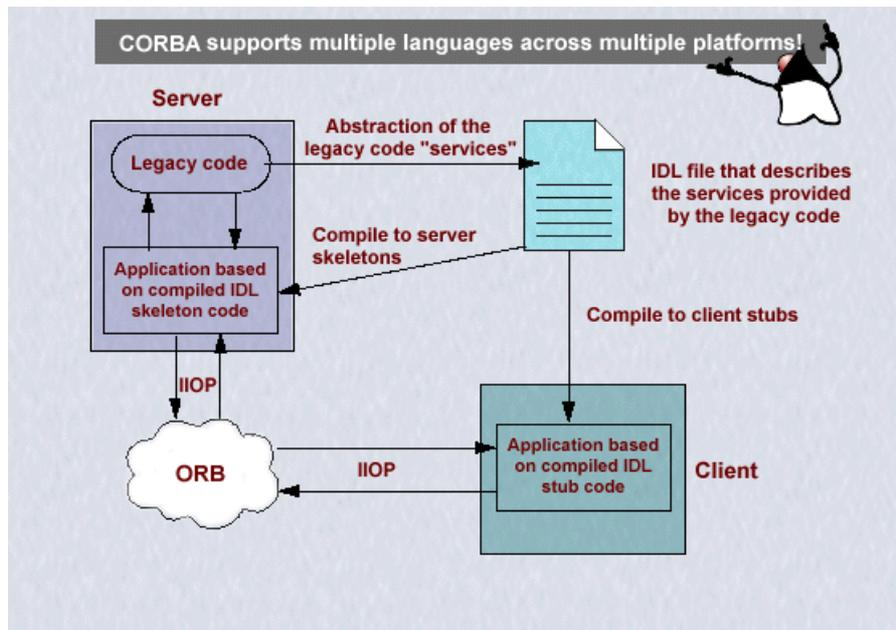 CORBA supports multiple languages across multiple platforms!
Server
Legacy code
Abstraction of the
legacy code "services"
IDL file that describes
the services provided
by the legacy code
Compile to server
skeletons
Application based
on compiled IDL
skeleton code
Compile to client stubs
IIOP
ORB
IIOP
Application based
on compiled IDL
stub code
Client